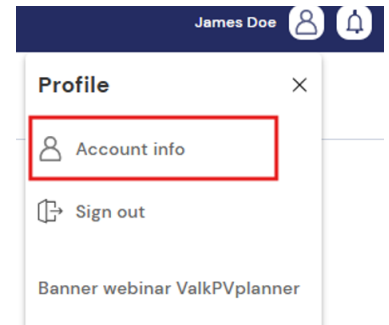 James Doe
Profile
Account info
Sign out
Banner webinar ValkPVplanner